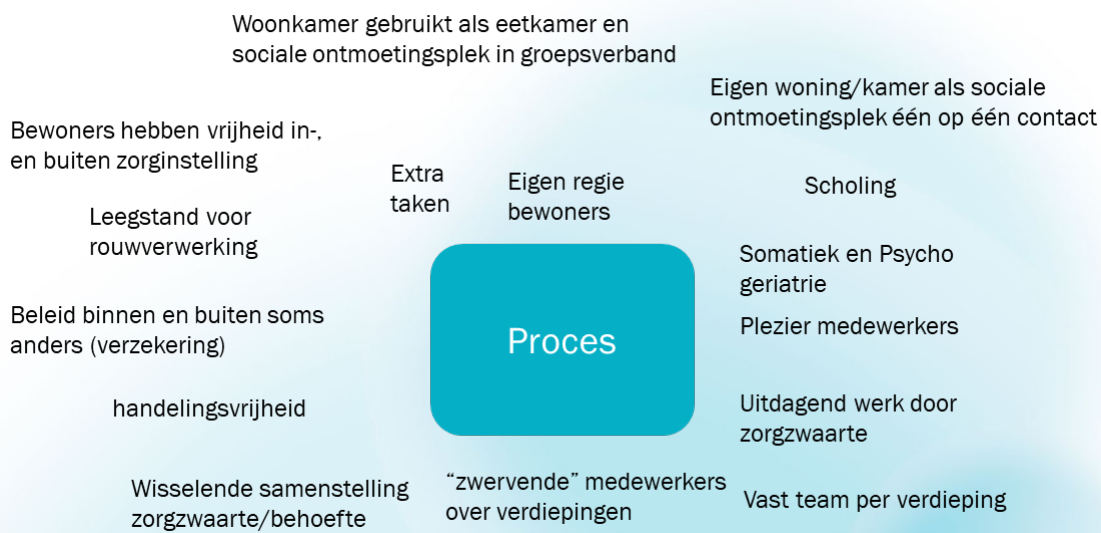 Woonkamer gebruikt als eetkamer en
sociale ontmoetingsplek in groepsverband
Eigen woning/kamer als sociale
ontmoetingsplek één op één contact
Bewoners hebben vrijheid in-,
en buiten zorginstelling
Extra
taken
Eigen regie
bewoners
Scholing
Leegstand voor
rouwverwerking
Somatiek en Psycho
geriatrie
Beleid binnen en buiten soms
anders (verzekering)
Proces
Plezier medewerkers
handelingsvrijheid
Uitdagend werk door
zorgzwaarte
Wisselende samenstelling
zorgzwaarte/behoefte
“zwervende” medewerkers
over verdiepingen
Vast team per verdieping